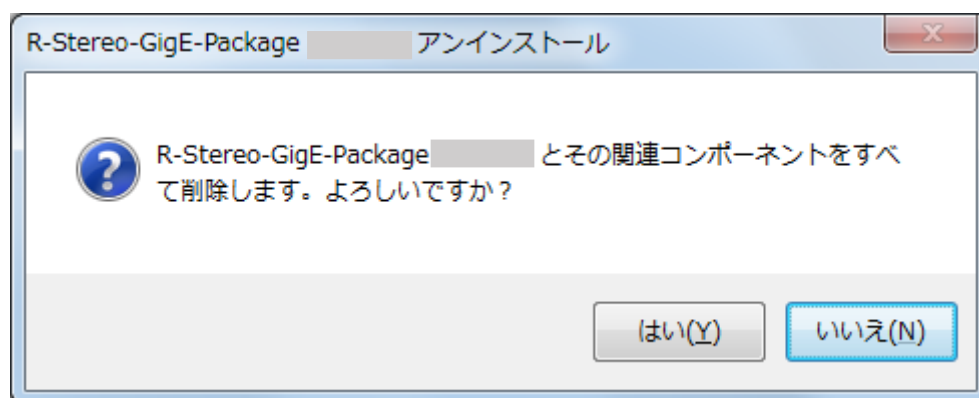 R-Stereo-GigE-Package アンインストール
R-Stereo-GigE-Package とその関連コンポーネントをすべ
て削除します。よろしいですか？
はい(Y)
いいえ(N)